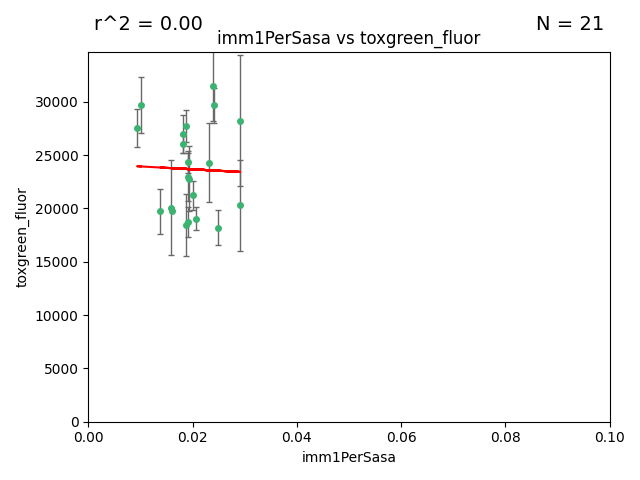 r^2 = 0.00
N = 21
imm1PerSasa vs toxgreen_fluor
toxgreen_fluor
30000
25000
20000
15000
10000
5000
0
0.00 0.02 0.04 0.06 0.08 0.10
imm1PerSasa